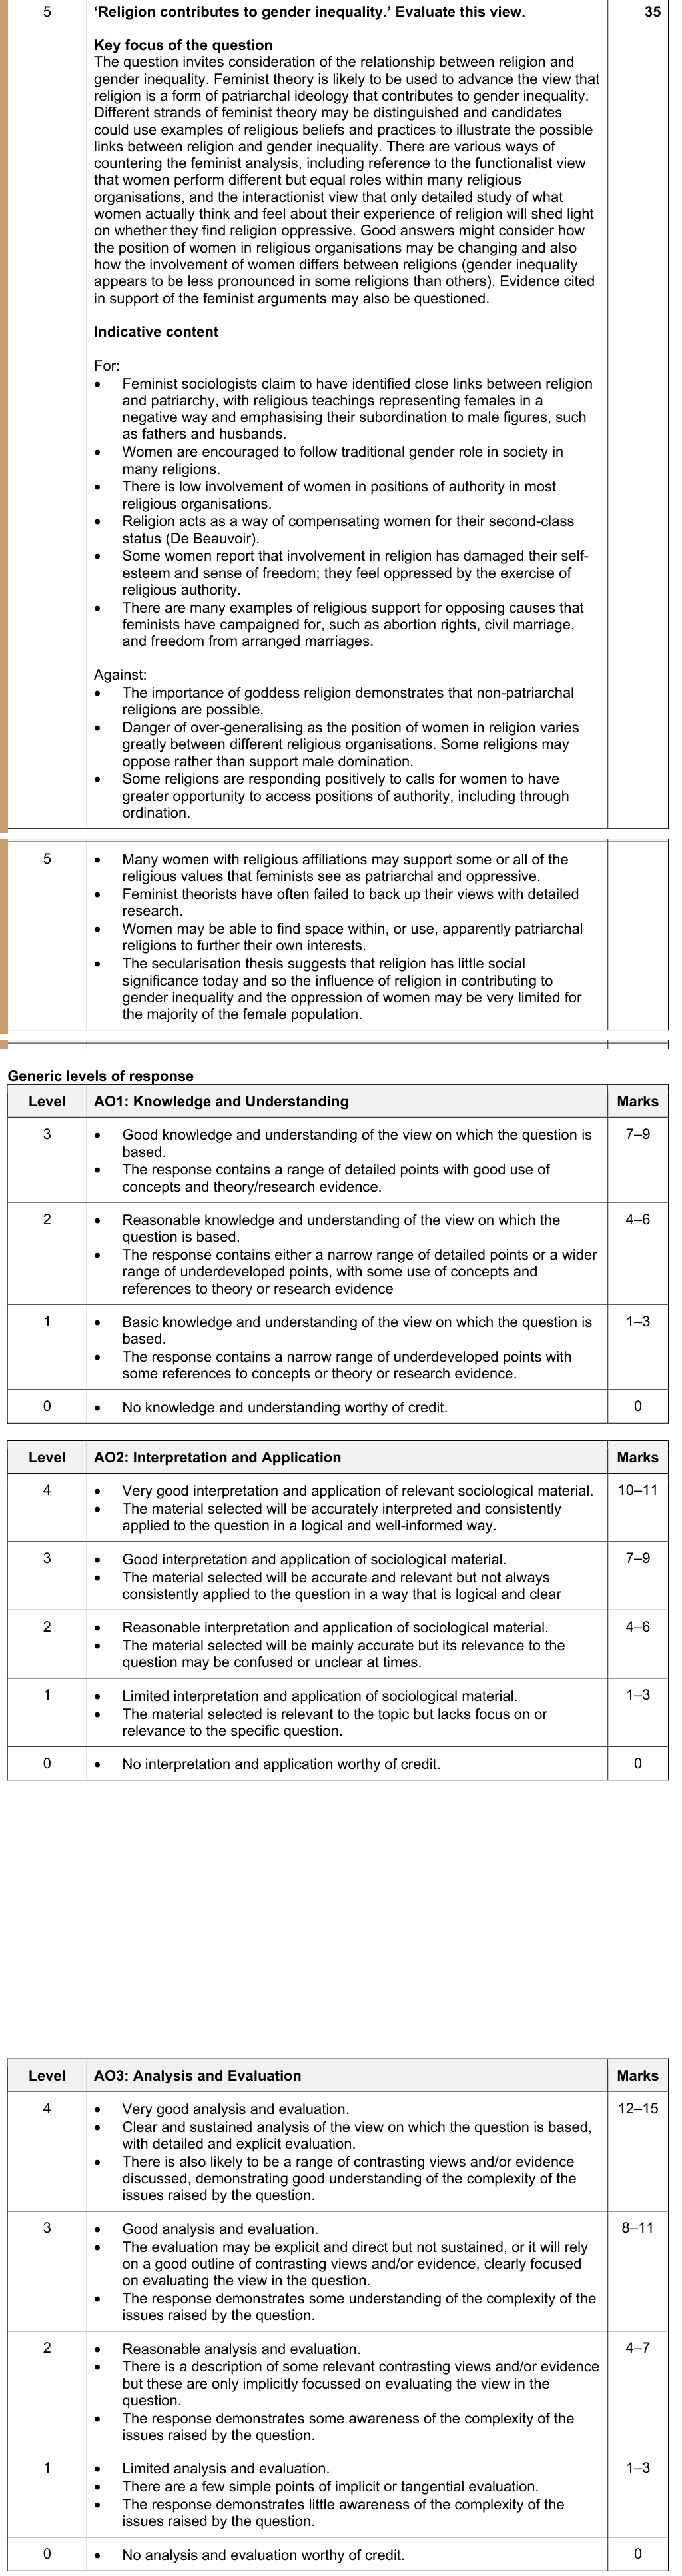 5 ‘Religion contributes to gender inequality.’ Evaluate this view. 35
Key focus of the question
The question invites consideration of the relationship between religion and
gender inequality. Feminist theory is likely to be used to advance the view that
religion is a form of patriarchal ideology that contributes to gender inequality.
Different strands of feminist theory may be distinguished and candidates
could use examples of religious beliefs and practices to illustrate the possible
links between religion and gender inequality. There are various ways of
countering the feminist analysis, including reference to the functionalist view
that women perform different but equal roles within many religious
organisations, and the interactionist view that only detailed study of what
women actually think and feel about their experience of religion will shed light
on whether they find religion oppressive. Good answers might consider how
the position of women in religious organisations may be changing and also
how the involvement of women differs between religions (gender inequality
appears to be less pronounced in some religions than others). Evidence cited
in support of the feminist arguments may also be questioned.
Indicative content
For:
• Feminist sociologists claim to have identified close links between religion
and patriarchy, with religious teachings representing females in a
negative way and emphasising their subordination to male figures, such
as fathers and husbands.
• Women are encouraged to follow traditional gender role in society in
many religions.
• There is low involvement of women in positions of authority in most
religious organisations.
• Religion acts as a way of compensating women for their second-class
status (De Beauvoir).
• Some women report that involvement in religion has damaged their self-
esteem and sense of freedom; they feel oppressed by the exercise of
religious authority.
• There are many examples of religious support for opposing causes that
feminists have campaigned for, such as abortion rights, civil marriage,
and freedom from arranged marriages.
Against:
• The importance of goddess religion demonstrates that non-patriarchal
religions are possible.
• Danger of over-generalising as the position of women in religion varies
greatly between different religious organisations. Some religions may
oppose rather than support male domination.
• Some religions are responding positively to calls for women to have
greater opportunity to access positions of authority, including through
ordination.
5 • Many women with religious affiliations may support some or all of the
religious values that feminists see as patriarchal and oppressive.
• Feminist theorists have often failed to back up their views with detailed
research.
• Women may be able to find space within, or use, apparently patriarchal
religions to further their own interests.
• The secularisation thesis suggests that religion has little social
significance today and so the influence of religion in contributing to
gender inequality and the oppression of women may be very limited for
the majority of the female population.
Generic levels of response
Level AO1: Knowledge and Understanding Marks
3 • Good knowledge and understanding of the view on which the question is 7–9
based.
• The response contains a range of detailed points with good use of
concepts and theory/research evidence.
2 • Reasonable knowledge and understanding of the view on which the 4–6
question is based.
• The response contains either a narrow range of detailed points or a wider
range of underdeveloped points, with some use of concepts and
references to theory or research evidence
1 • Basic knowledge and understanding of the view on which the question is 1–3
based.
• The response contains a narrow range of underdeveloped points with
some references to concepts or theory or research evidence.
0 • No knowledge and understanding worthy of credit. 0
Level AO2: Interpretation and Application Marks
4 • Very good interpretation and application of relevant sociological material. 10–11
• The material selected will be accurately interpreted and consistently
applied to the question in a logical and well-informed way.
3 • Good interpretation and application of sociological material. 7–9
• The material selected will be accurate and relevant but not always
consistently applied to the question in a way that is logical and clear
2 • Reasonable interpretation and application of sociological material. 4–6
• The material selected will be mainly accurate but its relevance to the
question may be confused or unclear at times.
1 • Limited interpretation and application of sociological material. 1–3
• The material selected is relevant to the topic but lacks focus on or
relevance to the specific question.
0 • No interpretation and application worthy of credit. 0
Level AO3: Analysis and Evaluation Marks
4 • Very good analysis and evaluation. 12–15
• Clear and sustained analysis of the view on which the question is based,
with detailed and explicit evaluation.
• There is also likely to be a range of contrasting views and/or evidence
discussed, demonstrating good understanding of the complexity of the
issues raised by the question.
3 • Good analysis and evaluation. 8–11
• The evaluation may be explicit and direct but not sustained, or it will rely
on a good outline of contrasting views and/or evidence, clearly focused
on evaluating the view in the question.
• The response demonstrates some understanding of the complexity of the
issues raised by the question.
2 • Reasonable analysis and evaluation. 4–7
• There is a description of some relevant contrasting views and/or evidence
but these are only implicitly focussed on evaluating the view in the
question.
• The response demonstrates some awareness of the complexity of the
issues raised by the question.
1 • Limited analysis and evaluation. 1–3
• There are a few simple points of implicit or tangential evaluation.
• The response demonstrates little awareness of the complexity of the
issues raised by the question.
0 • No analysis and evaluation worthy of credit. 0